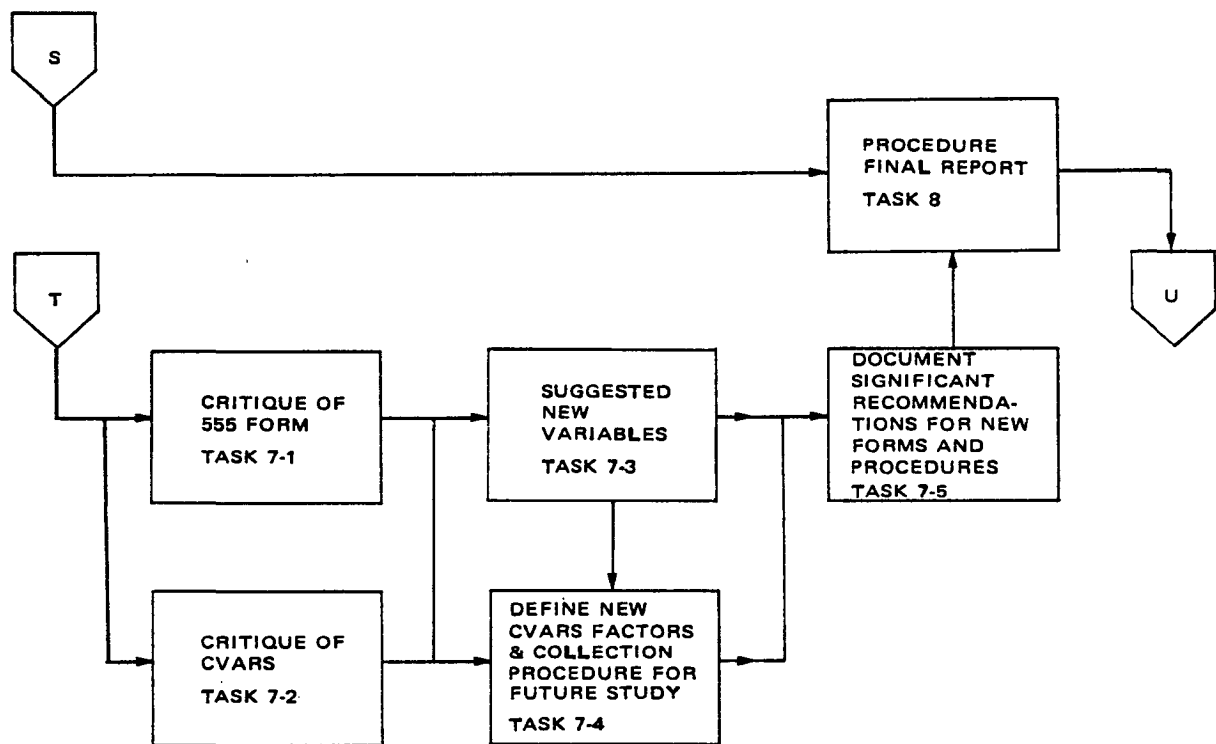 S
PROCEDURE
FINAL REPORT
TASK 8
T
U
CRITIQUE OF
555 FORM
TASK 7-1
SUGGESTED
NEW
VARIABLES
TASK 7-3
DOCUMENT
SIGNIFICANT
RECOMMENDA-
TIONS FOR NEW
FORMS AND
PROCEDURES
TASK 7-5
CRITIQUE OF
CVARS
TASK 7-2
DEFINE NEW
CVARS FACTORS
& COLLECTION
PROCEDURE FOR
FUTURE STUDY
TASK 7-4